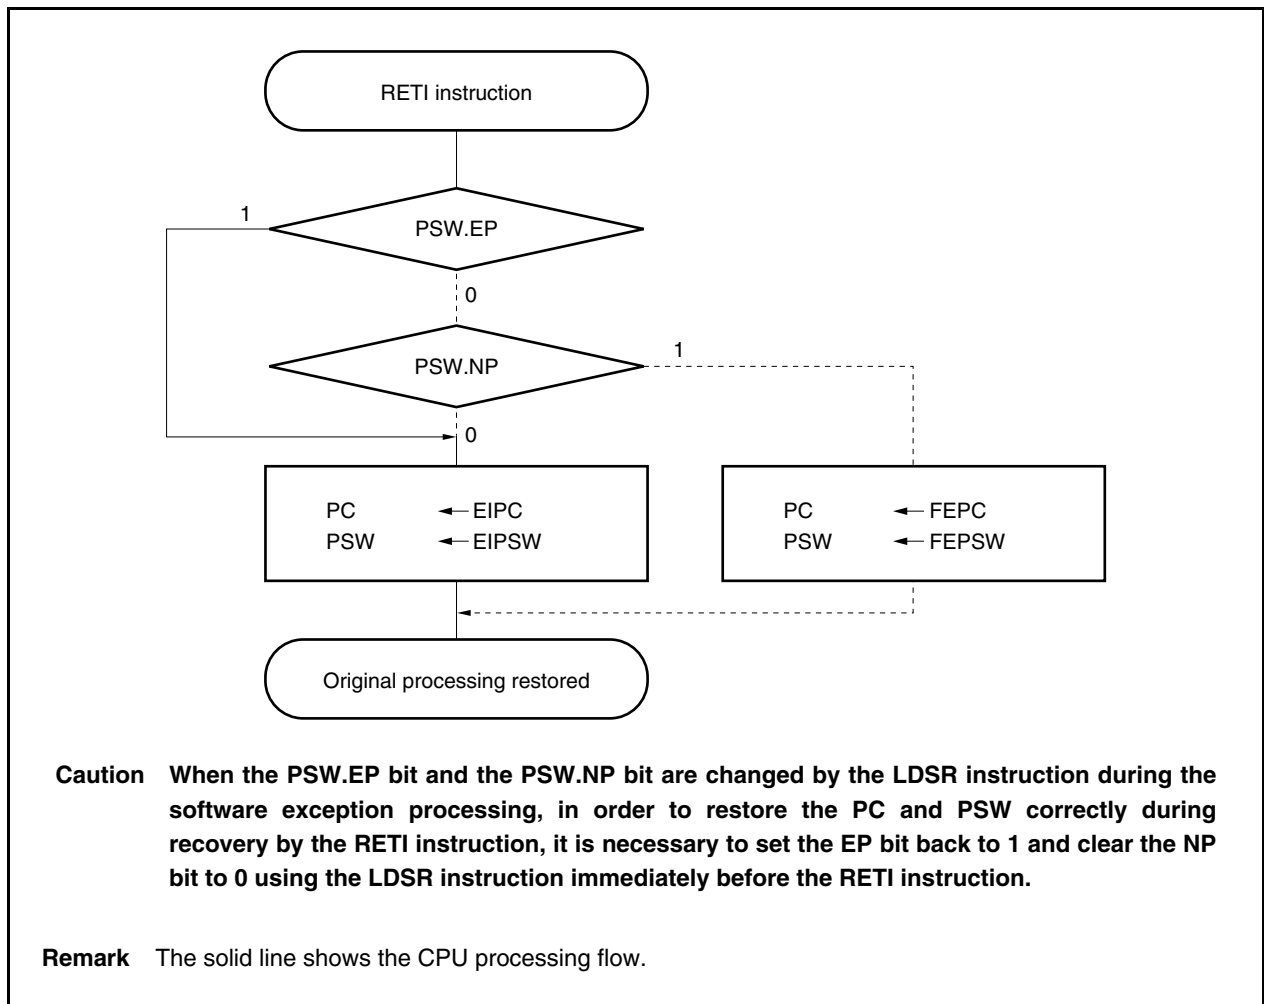 RETI instruction
1
PSW.EP
0
1
PSW.NP
0
PC ← EIPC
PSW ← EIPSW
PC ← FEPC
PSW ← FEPSW
Original processing restored
Caution When the PSW.EP bit and the PSW.NP bit are changed by the LDSR instruction during the
software exception processing, in order to restore the PC and PSW correctly during
recovery by the RETI instruction, it is necessary to set the EP bit back to 1 and clear the NP
bit to 0 using the LDSR instruction immediately before the RETI instruction.
Remark The solid line shows the CPU processing flow.